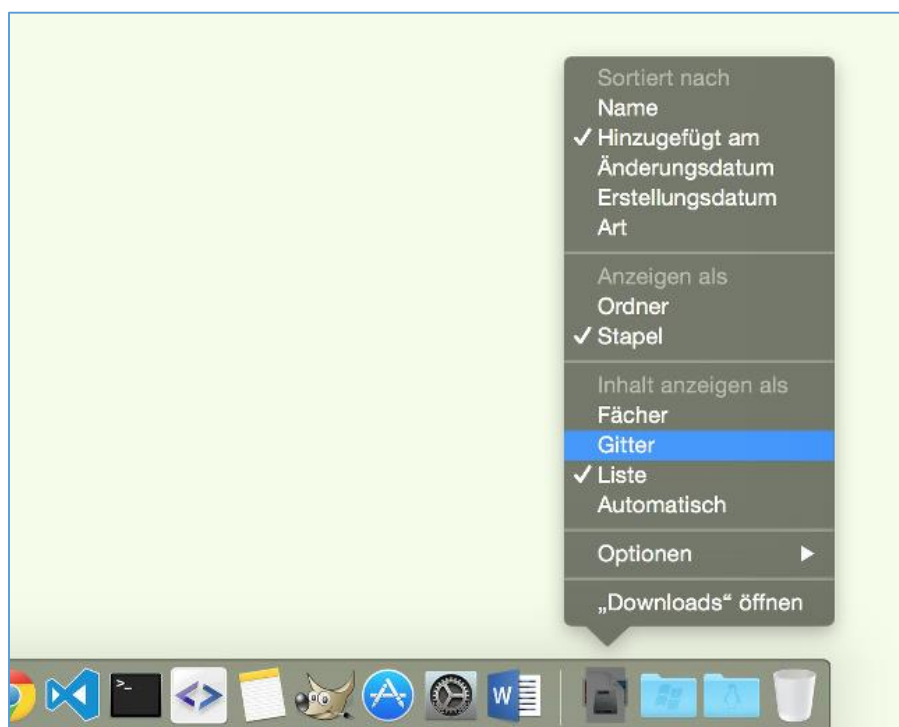 Sortiert nach
Name
✓ Hinzugefügt am
Änderungsdatum
Erstellungsdatum
Art
Anzeigen als
Ordner
✓ Stapel
Inhalt anzeigen als
Fächer
Gitter
✓ Liste
Automatisch
Optionen ▶
„Downloads“ öffnen
>_
W